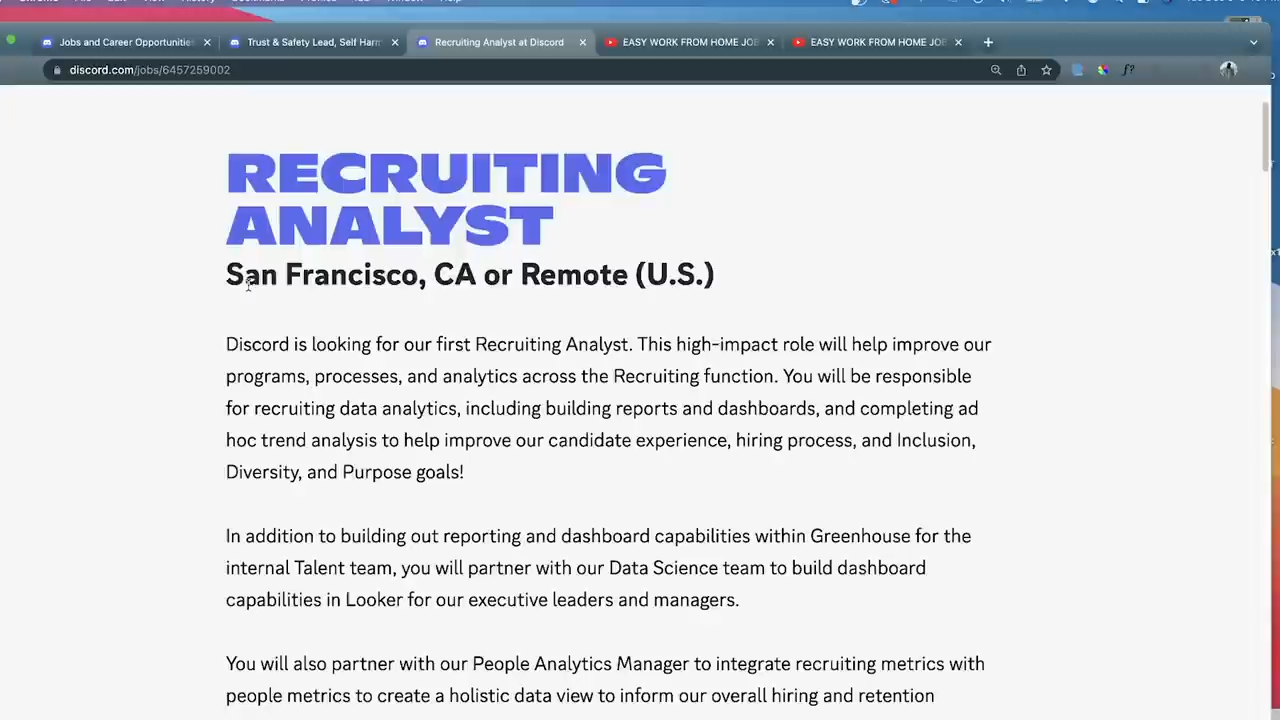 Jobs and Career Opportunities
Trust & Safety Lead, Self Harm
Recruiting Analyst at Discord
EASY WORK FROM HOME JOB
EASY WORK FROM HOME JOB
discord.com/jobs/6457259002
f?
RECRUITING
ANALYST
San Francisco, CA or Remote (U.S.)
Discord is looking for our first Recruiting Analyst. This high-impact role will help improve our
programs, processes, and analytics across the Recruiting function. You will be responsible
for recruiting data analytics, including building reports and dashboards, and completing ad
hoc trend analysis to help improve our candidate experience, hiring process, and Inclusion,
Diversity, and Purpose goals!
In addition to building out reporting and dashboard capabilities within Greenhouse for the
internal Talent team, you will partner with our Data Science team to build dashboard
capabilities in Looker for our executive leaders and managers.
You will also partner with our People Analytics Manager to integrate recruiting metrics with
people metrics to create a holistic data view to inform our overall hiring and retention